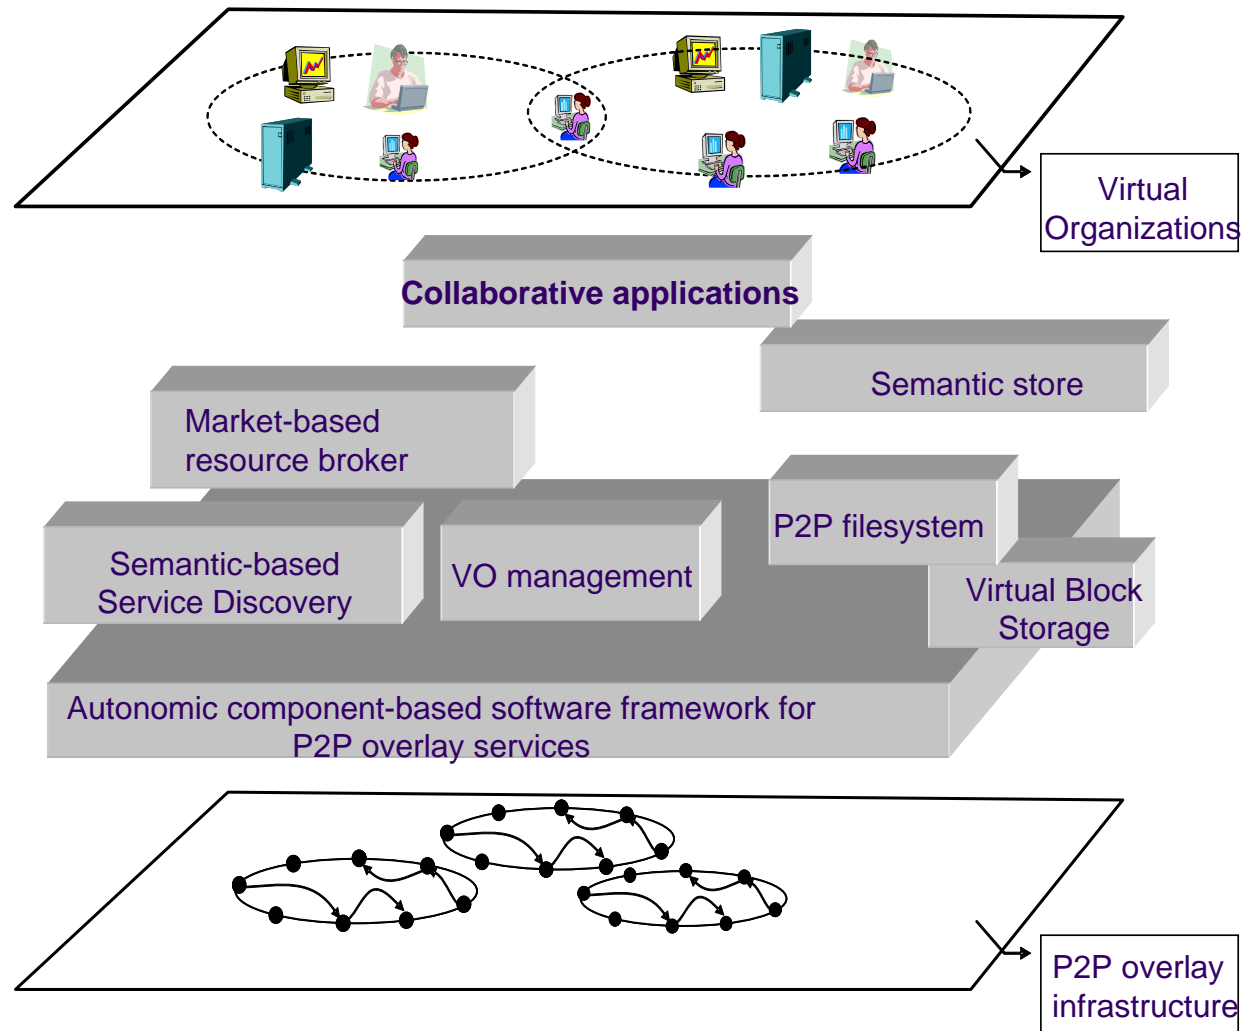 Virtual
Organizations
Collaborative applications
Semantic store
Market-based
resource broker
P2P filesystem
Semantic-based
Service Discovery
VO management
Virtual Block
Storage
Autonomic component-based software framework for
P2P overlay services
P2P overlay
infrastructure